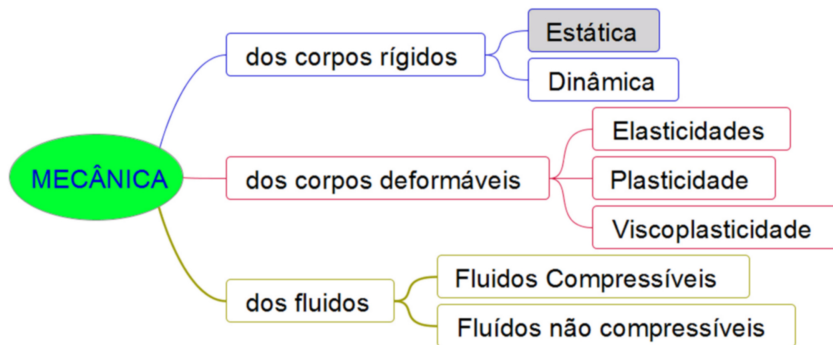 MECÂNICA
dos corpos rígidos
Estática
Dinâmica
dos corpos deformáveis
Elasticidades
Plasticidade
Viscoplasticidade
dos fluidos
Fluidos Compressíveis
Fluídos não compressíveis